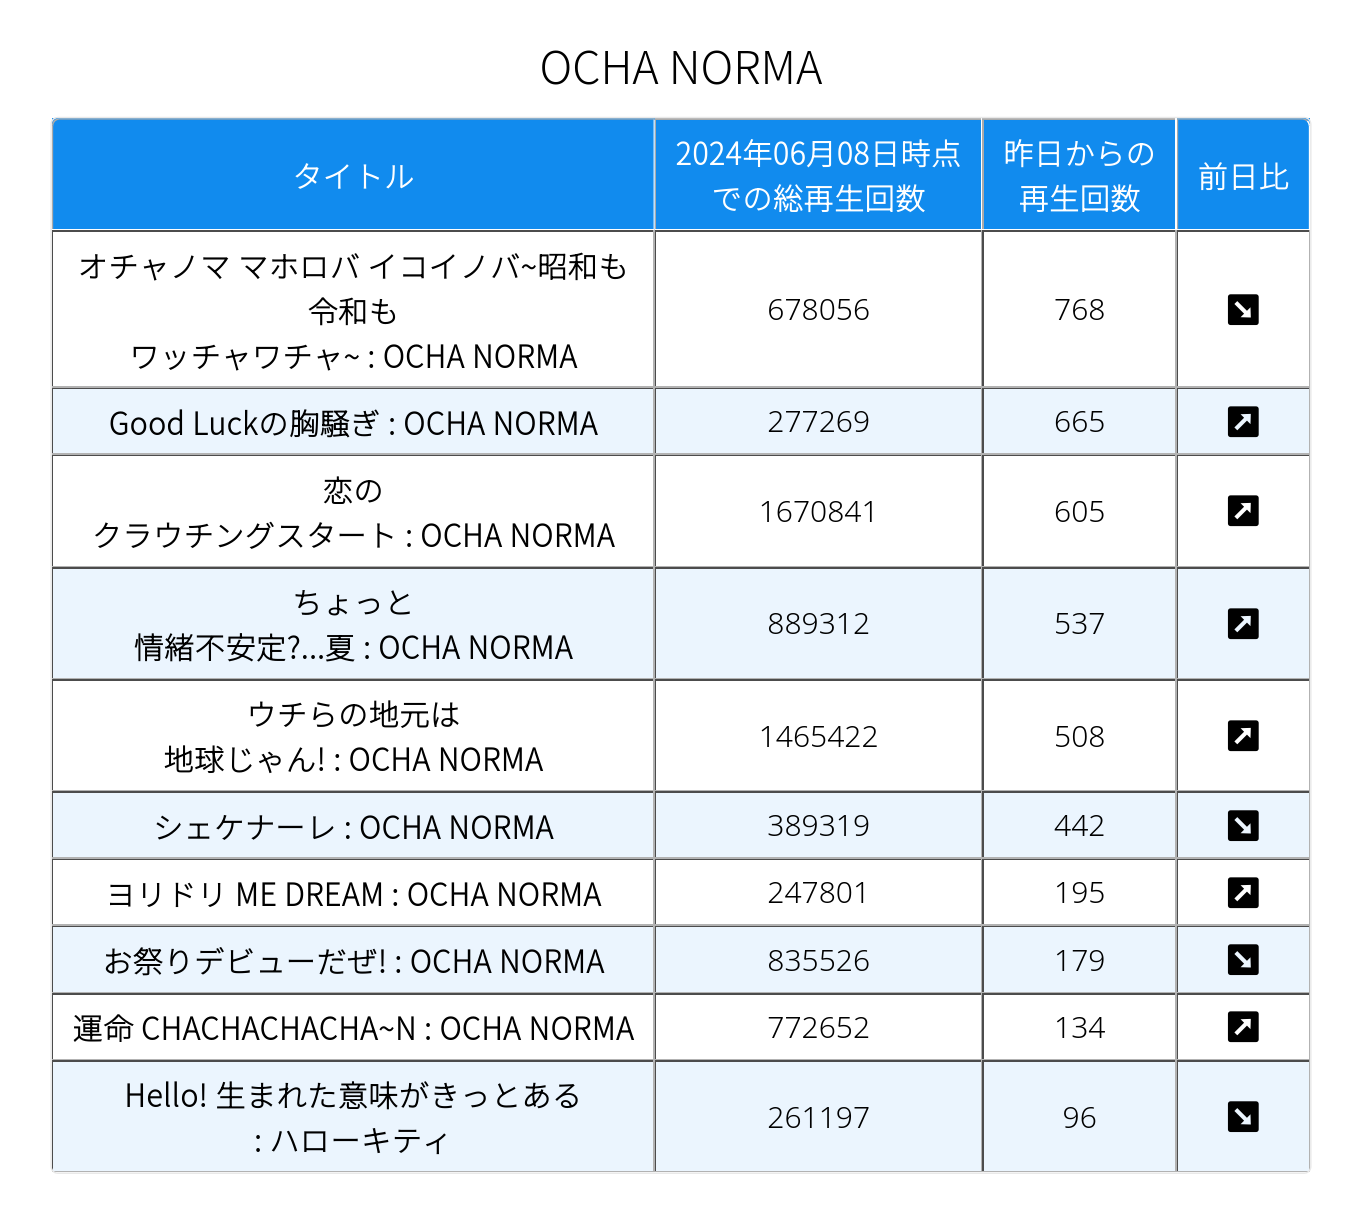 OCHA NORMA
タイトル
2024年06月08日時点
での総再生回数
昨日からの
再生回数
前日比
オチャノマ マホロバ イコイノバ~昭和も
令和も
ワッチャワチャ~ : OCHA NORMA
678056
768
Good Luckの胸騒ぎ : OCHA NORMA
277269
665
恋の
クラウチングスタート : OCHA NORMA
1670841
605
ちょっと
情緒不安定?...夏 : OCHA NORMA
889312
537
ウチらの地元は
地球じゃん! : OCHA NORMA
1465422
508
シェケナーレ : OCHA NORMA
389319
442
ヨリドリ ME DREAM : OCHA NORMA
247801
195
お祭りデビューだぜ! : OCHA NORMA
835526
179
運命 CHACHACHACHA~N : OCHA NORMA
772652
134
Hello! 生まれた意味がきっとある
: ハローキティ
261197
96